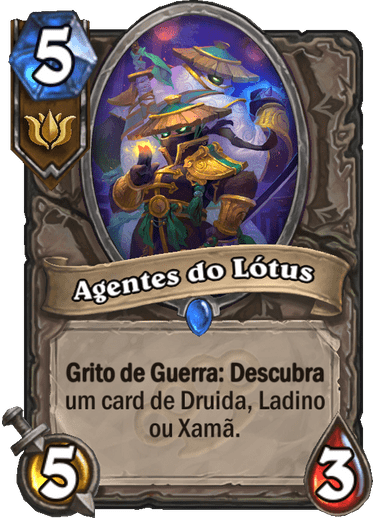 5
Agentes do Lótus
Grito de Guerra: Descubra
um card de Druida, Ladino
ou Xamã.
5
3